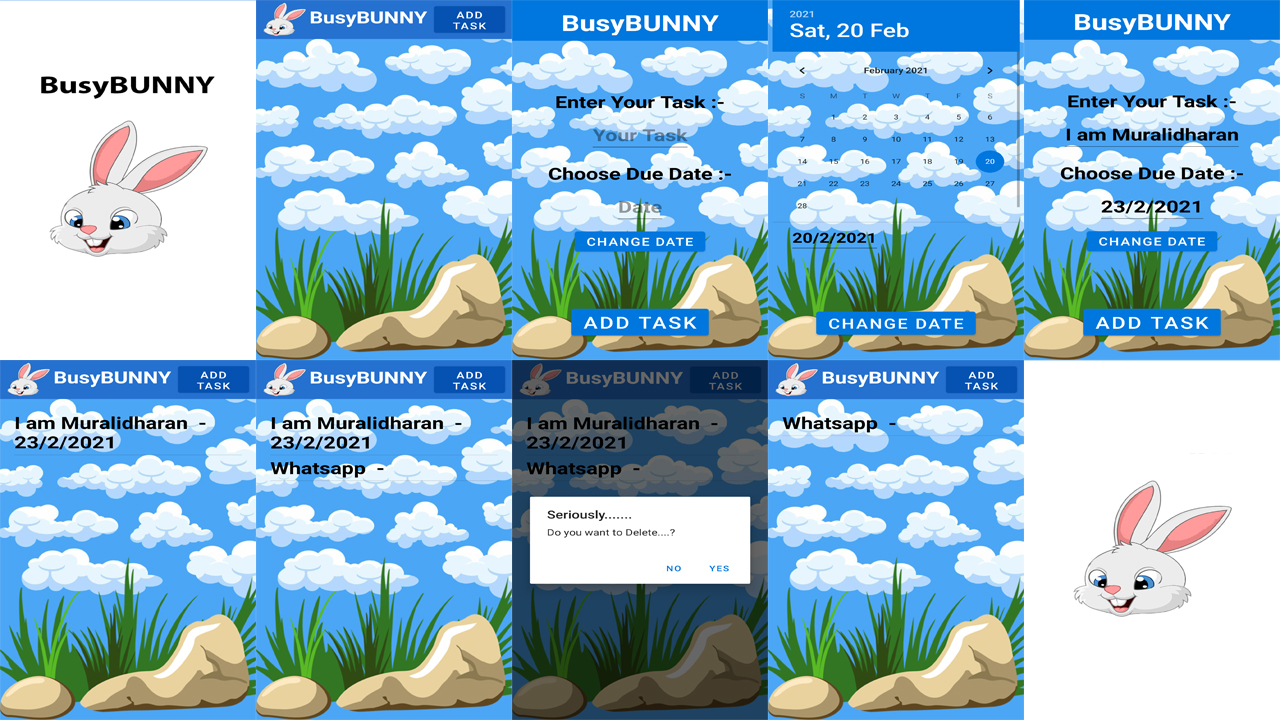 BusyBUNNY
BusyBUNNY
ADD
TASK
BusyBUNNY
Enter Your Task :-
Your Task
Choose Due Date :-
Date
CHANGE DATE
ADD TASK
2021
Sat, 20 Feb
< February 2021 >
S M T W T F S
1 2 3 4 5 6
7 8 9 10 11 12 13
14 15 16 17 18 19 20
21 22 23 24 25 26 27
28
20/2/2021
CHANGE DATE
BusyBUNNY
Enter Your Task :-
I am Muralidharan
Choose Due Date :-
23/2/2021
CHANGE DATE
ADD TASK
BusyBUNNY
ADD
TASK
I am Muralidharan -
23/2/2021
BusyBUNNY
ADD
TASK
I am Muralidharan -
23/2/2021
Whatsapp -
BusyBUNNY
ADD
TASK
I am Muralidharan -
23/2/2021
Whatsapp -
Seriously.......
Do you want to Delete....?
NO YES
BusyBUNNY
ADD
TASK
Whatsapp -